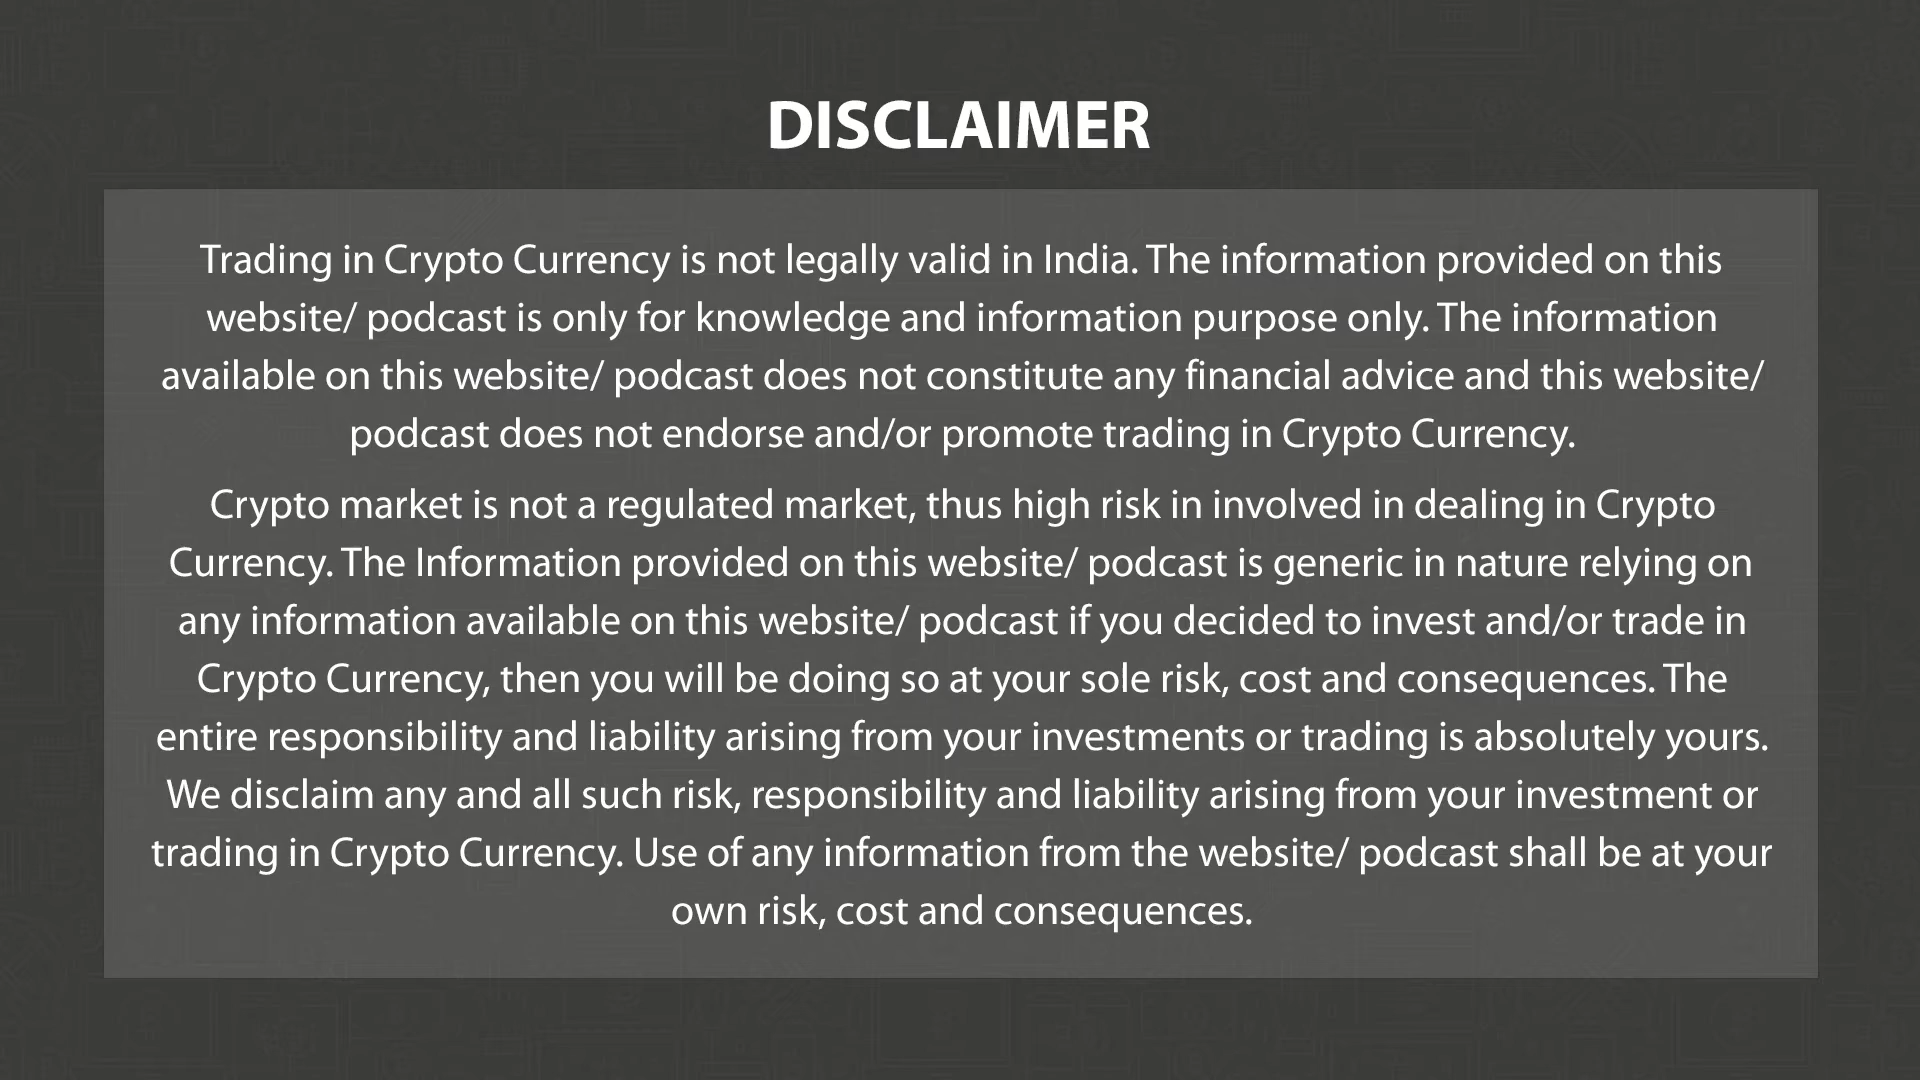 DISCLAIMER
Trading in Crypto Currency is not legally valid in India. The information provided on this
website/ podcast is only for knowledge and information purpose only. The information
available on this website/ podcast does not constitute any financial advice and this website/
podcast does not endorse and/or promote trading in Crypto Currency.
Crypto market is not a regulated market, thus high risk in involved in dealing in Crypto
Currency. The Information provided on this website/ podcast is generic in nature relying on
any information available on this website/ podcast if you decided to invest and/or trade in
Crypto Currency, then you will be doing so at your sole risk, cost and consequences. The
entire responsibility and liability arising from your investments or trading is absolutely yours.
We disclaim any and all such risk, responsibility and liability arising from your investment or
trading in Crypto Currency. Use of any information from the website/ podcast shall be at your
own risk, cost and consequences.